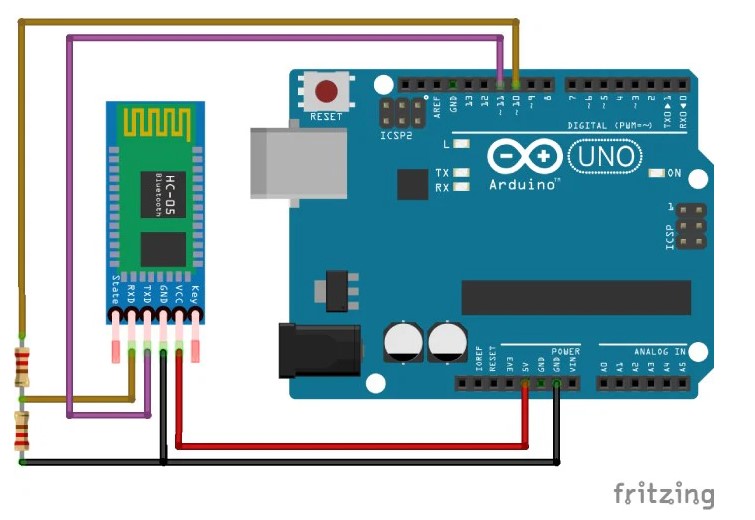 HC-05
Bluetooth
State
RXD
TXD
GND
VCC
Key
RESET
ICSP2
AREF
GND
13
12
~11
~10
~9
8
7
~6
~5
4
~3
2
TX0▶1
RX0◀0
DIGITAL (PWM=~)
L
TX
RX
UNO
Arduino™
ON
1
ICSP
IOREF
RESET
3V3
5V
GND
GND
VIN
POWER
ANALOG IN
A0
A1
A2
A3
A4
A5
fritzing